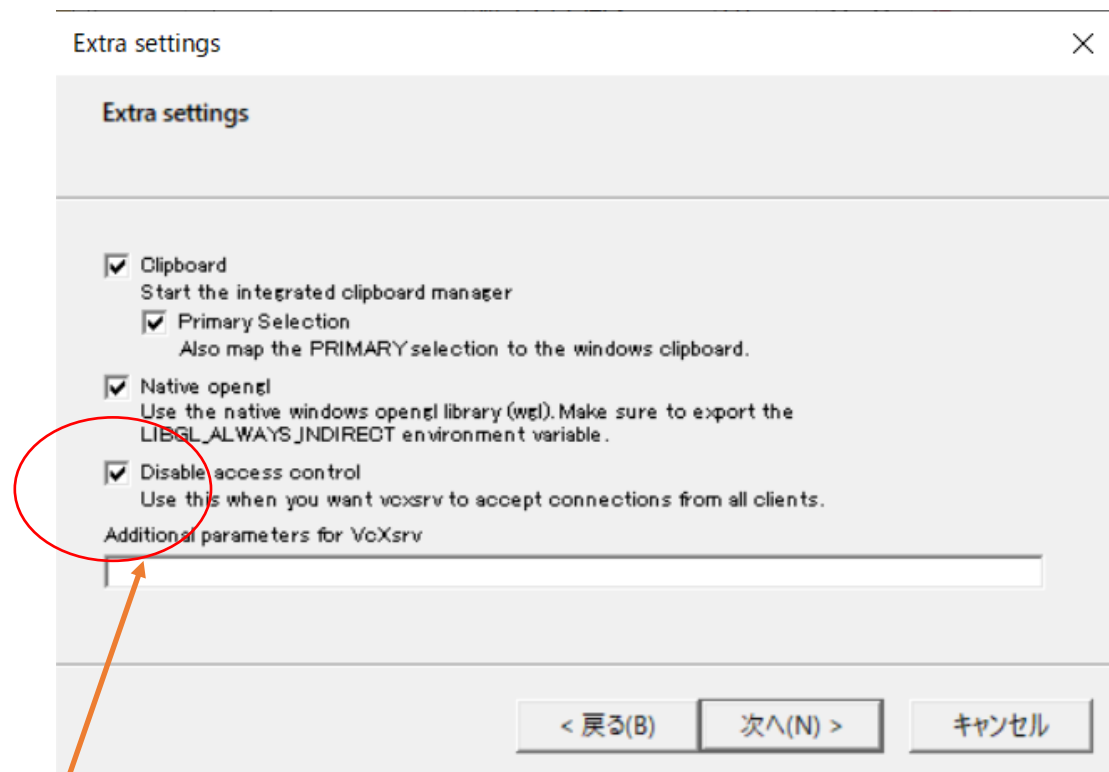 Extra settings
Extra settings
Clipboard
Start the integrated clipboard manager
Primary Selection
Also map the PRIMARY selection to the windows clipboard.
Native opengl
Use the native windows opengl library (wgl). Make sure to export the
LIBGL_ALWAYS_INDIRECT environment variable.
Disable access control
Use this when you want vcxsrv to accept connections from all clients.
Additional parameters for VcXsrv
< 戻る(B) 次へ(N) > キャンセル